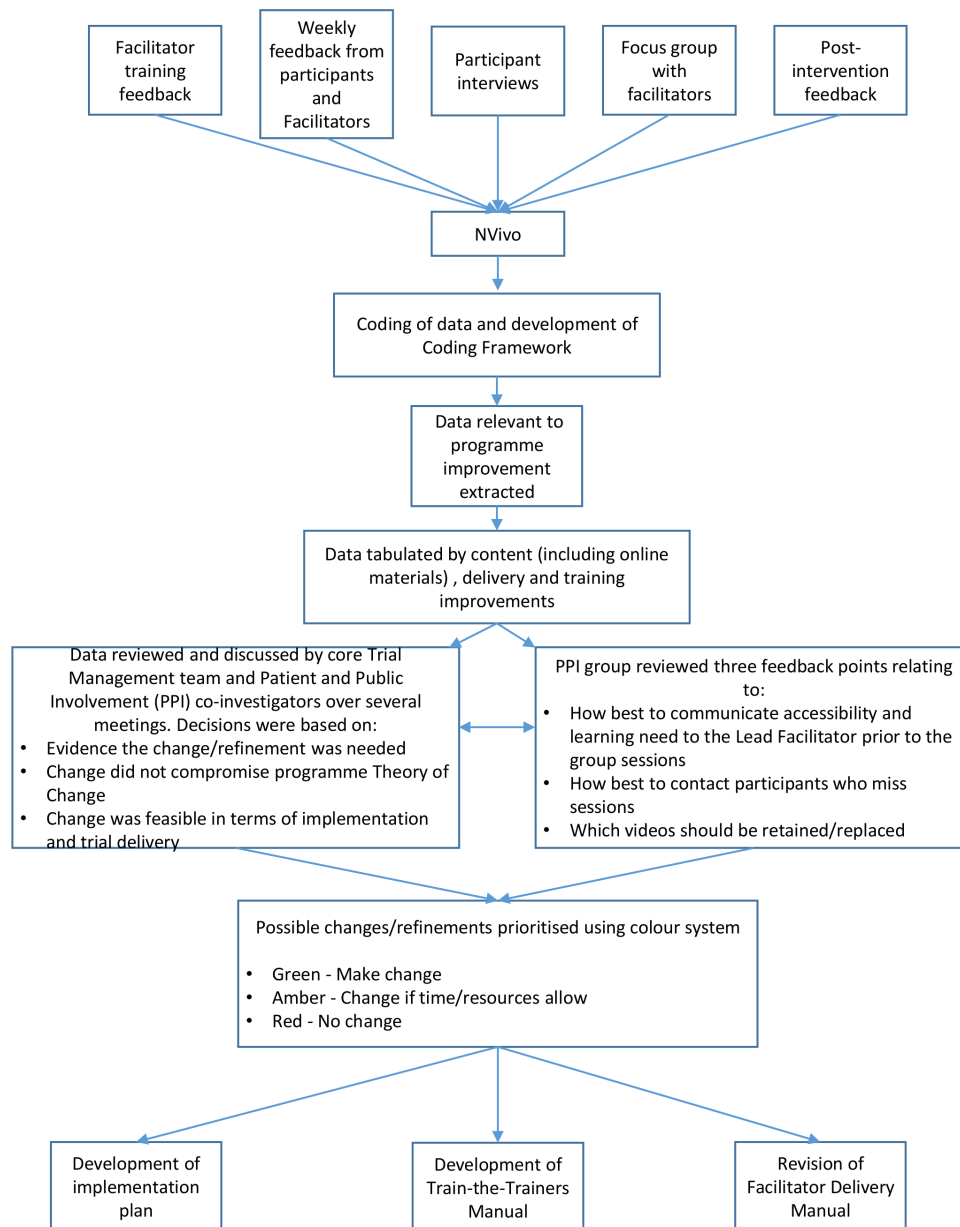 Facilitator
training
feedback
Weekly
feedback from
participants
and
Facilitators
Participant
interviews
Focus group
with
facilitators
Post-
intervention
feedback
NVivo
Coding of data and development of
Coding Framework
Data relevant to
programme
improvement
extracted
Data tabulated by content (including online
materials) , delivery and training
improvements
Data reviewed and discussed by core Trial
Management team and Patient and Public
Involvement (PPI) co-investigators over several
meetings. Decisions were based on:
• Evidence the change/refinement was needed
• Change did not compromise programme Theory of
Change
• Change was feasible in terms of implementation
and trial delivery
PPI group reviewed three feedback points relating
to:
• How best to communicate accessibility and
learning need to the Lead Facilitator prior to the
group sessions
• How best to contact participants who miss
sessions
• Which videos should be retained/replaced
Possible changes/refinements prioritised using colour system
• Green - Make change
• Amber - Change if time/resources allow
• Red - No change
Development of
implementation
plan
Development of
Train-the-Trainers
Manual
Revision of
Facilitator Delivery
Manual